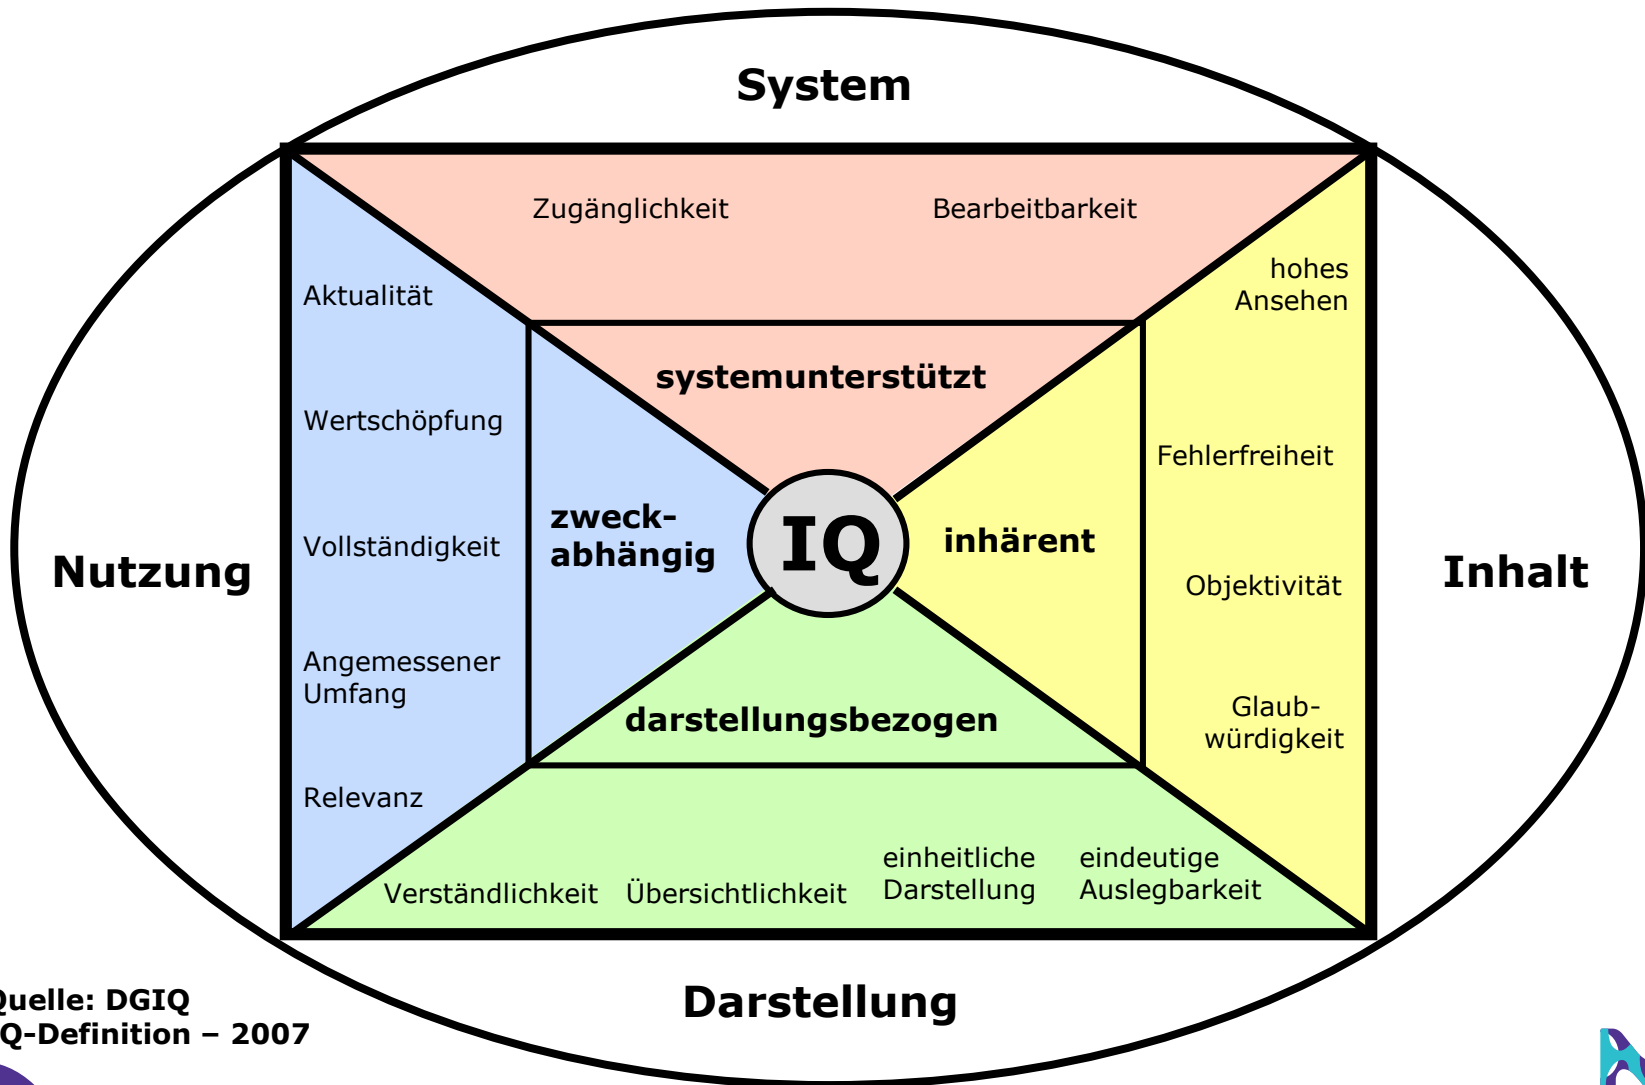 System
Zugänglichkeit
Bearbeitbarkeit
hohes
Ansehen
Aktualität
systemunterstützt
Wertschöpfung
Fehlerfreiheit
zweck-
abhängig
IQ
inhärent
Vollständigkeit
Nutzung
Inhalt
Objektivität
Angemessener
Umfang
darstellungsbezogen
Glaub-
würdigkeit
Relevanz
Verständlichkeit
Übersichtlichkeit
einheitliche
Darstellung
eindeutige
Auslegbarkeit
Darstellung
Quelle: DGIQ
Q-Definition – 2007